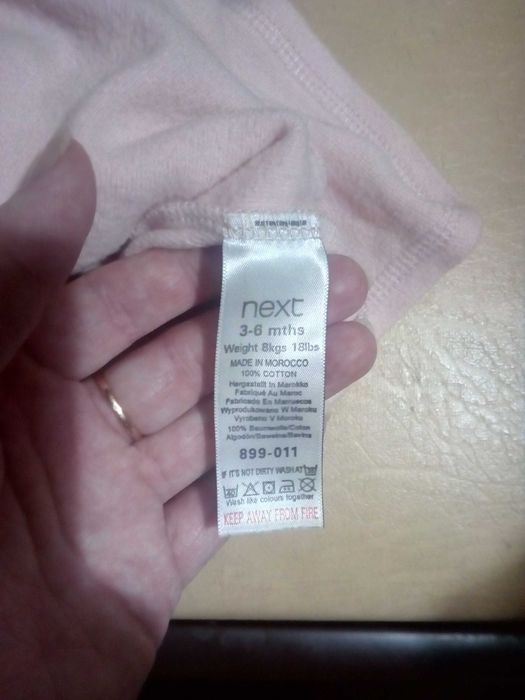 next
3-6 mths
Weight 8kgs 18lbs
MADE IN MOROCCO
100% COTTON
Hergestellt in Marokko
Fabriqué Au Maroc
Fabricado En Marruecos
Wyprodukowano W Maroku
Vyrobeno V Maroku
100% Baumwolle/Coton
Algodón/Bawełna/Bavlna
899-011
IF IT'S NOT DIRTY WASH AT
Wash like colours together
KEEP AWAY FROM FIRE